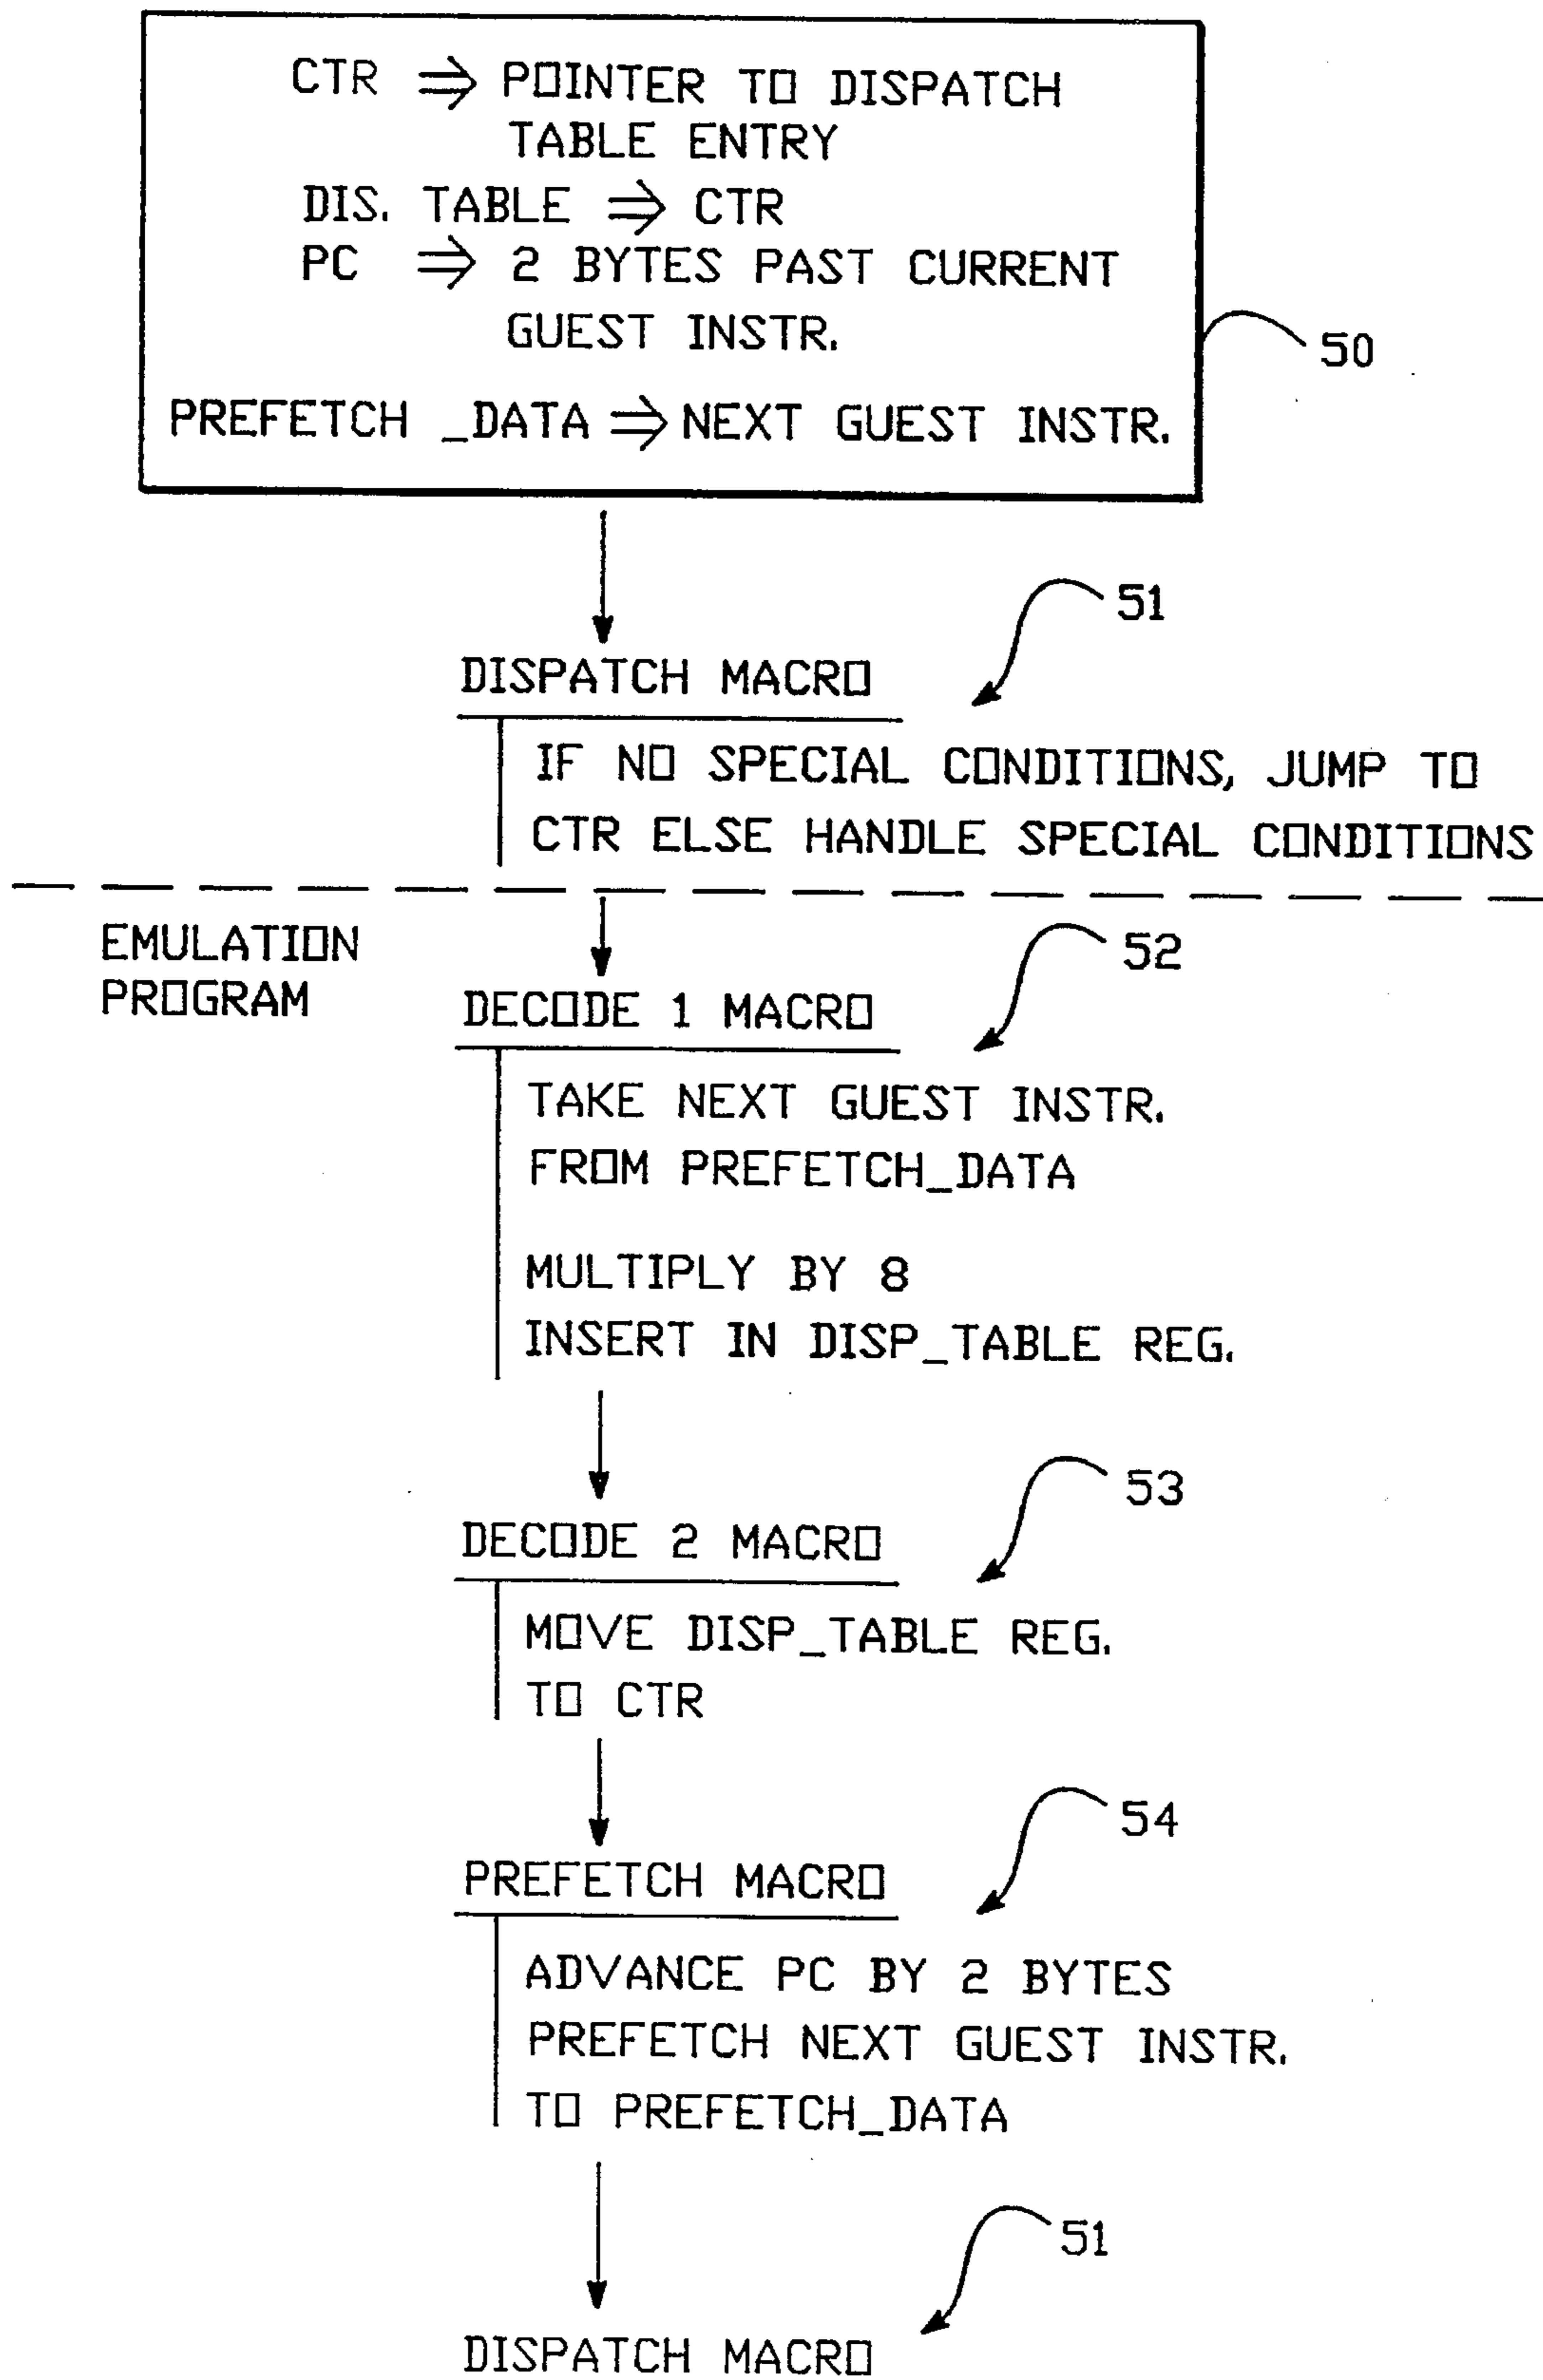 CTR ⇒ POINTER TO DISPATCH
TABLE ENTRY
DIS. TABLE ⇒ CTR
PC ⇒ 2 BYTES PAST CURRENT
GUEST INSTR.
PREFETCH _DATA ⇒ NEXT GUEST INSTR.
50
51
DISPATCH MACRO
IF NO SPECIAL CONDITIONS, JUMP TO
CTR ELSE HANDLE SPECIAL CONDITIONS
EMULATION
PROGRAM
52
DECODE 1 MACRO
TAKE NEXT GUEST INSTR.
FROM PREFETCH_DATA
MULTIPLY BY 8
INSERT IN DISP_TABLE REG.
53
DECODE 2 MACRO
MOVE DISP_TABLE REG.
TO CTR
54
PREFETCH MACRO
ADVANCE PC BY 2 BYTES
PREFETCH NEXT GUEST INSTR.
TO PREFETCH_DATA
51
DISPATCH MACRO